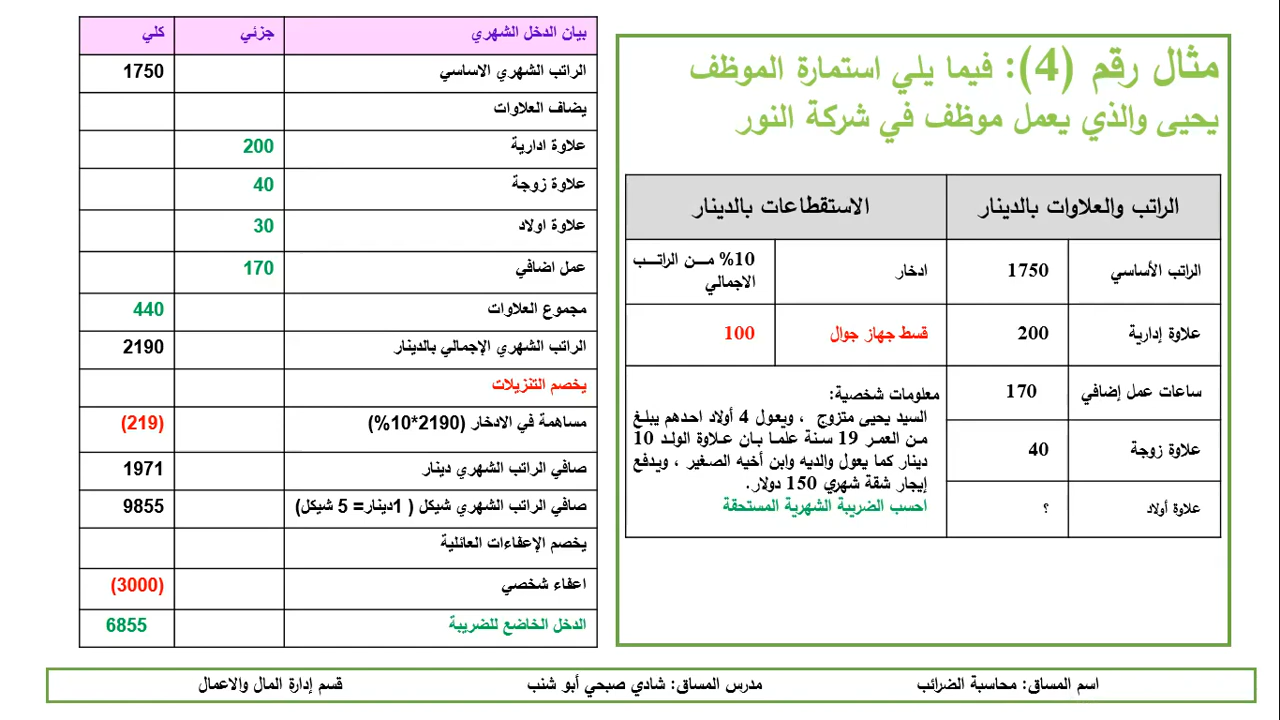 مثال رقم (4): فيما يلي استمارة الموظف
يحيى والذي يعمل موظف في شركة النور
الراتب والعلاوات بالدينار
الاستقطاعات بالدينار
الراتب الأساسي
1750
ادخار
10% مـــن الراتـــب
الاجمالي
علاوة إدارية
200
قسط جهاز جوال
100
ساعات عمل إضافي
170
علاوة زوجة
40
علاوة أولاد
؟
معلومات شخصية:
السيد يحيى متزوج ، ويعول 4 أولاد احدهم يبلغ
من العمر 19 سنة علما بان علاوة الولد 10
دينار كما يعول والديه وابن أخيه الصغير ، ويدفع
إيجار شقة شهري 150 دولار.
احسب الضريبة الشهرية المستحقة
بيان الدخل الشهري
جزئي
كلي
الراتب الشهري الاساسي
1750
يضاف العلاوات
علاوة ادارية
200
علاوة زوجة
40
علاوة اولاد
30
عمل اضافي
170
مجموع العلاوات
440
الراتب الشهري الإجمالي بالدينار
2190
يخصم التنزيلات
مساهمة في الادخار (2190*10%)
(219)
صافي الراتب الشهري دينار
1971
صافي الراتب الشهري شيكل ( 1دينار= 5 شيكل)
9855
يخصم الإعفاءات العائلية
اعفاء شخصي
(3000)
الدخل الخاضع للضريبة
6855
اسم المساق: محاسبة الضرائب
مدرس المساق: شادي صبحي أبو شنب
قسم إدارة المال والاعمال